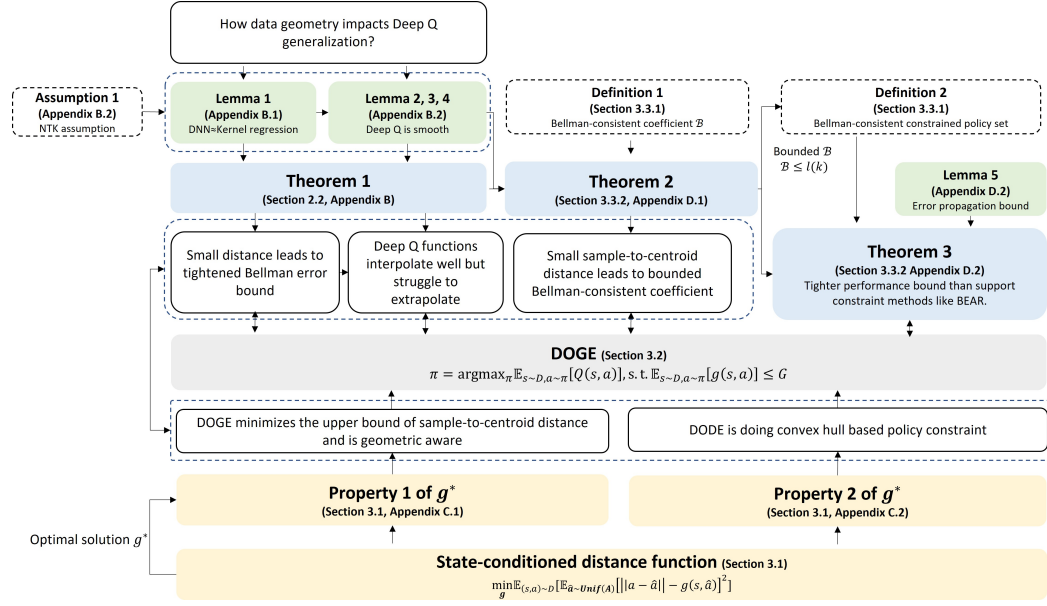 How data geometry impacts Deep Q
generalization?
Assumption 1
(Appendix B.2)
NTK assumption
Lemma 1
(Appendix B.1)
DNN≈Kernel regression
Lemma 2, 3, 4
(Appendix B.2)
Deep Q is smooth
Definition 1
(Section 3.3.1)
Bellman-consistent coefficient ℬ
Definition 2
(Section 3.3.1)
Bellman-consistent constrained policy set
Bounded ℬ
ℬ ≤ l(k)
Theorem 1
(Section 2.2, Appendix B)
Theorem 2
(Section 3.3.2, Appendix D.1)
Lemma 5
(Appendix D.2)
Error propagation bound
Small distance leads to
tightened Bellman error
bound
Deep Q functions
interpolate well but
struggle to
extrapolate
Small sample-to-centroid
distance leads to bounded
Bellman-consistent coefficient
Theorem 3
(Section 3.3.2 Appendix D.2)
Tighter performance bound than support
constraint methods like BEAR.
DOGE (Section 3.2)
π = argmax_π 𝔼_{s~D,a~π}[Q(s, a)], s. t. 𝔼_{s~D,a~π}[g(s, a)] ≤ G
DOGE minimizes the upper bound of sample-to-centroid distance
and is geometric aware
DODE is doing convex hull based policy constraint
Property 1 of g*
(Section 3.1, Appendix C.1)
Property 2 of g*
(Section 3.1, Appendix C.2)
Optimal solution g*
State-conditioned distance function (Section 3.1)
min_g 𝔼_{(s,a)~D}[𝔼_{â~Unif(A)}[||a − â|| − g(s, â)]²]